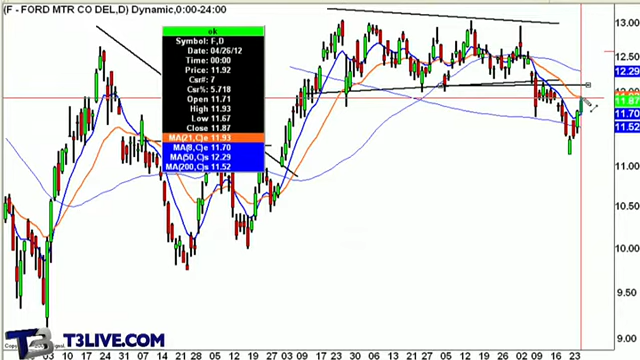 (F - FORD MTR CO DEL,D) Dynamic,0:00-24:00
ok
Symbol: F,D
Date: 04/26/12
Time: 00:00
Price: 11.92
Csr#: 7
Csr%: 5.718
Open 11.71
High 11.93
Low 11.67
Close 11.87
MA(21,C)e 11.93
MA(8,C)e 11.70
MA(50,C)s 12.29
MA(200,C)s 11.52
13.00
12.50
12.29
11.87
11.70
11.52
11.00
10.50
10.00
9.50
9.00
T3 T3LIVE.COM
03 10 17 24 07 14 21 28 05 12 19 27 03 09 17 23 30 06 13 21 27 05 12 19 26 02 09 16 23